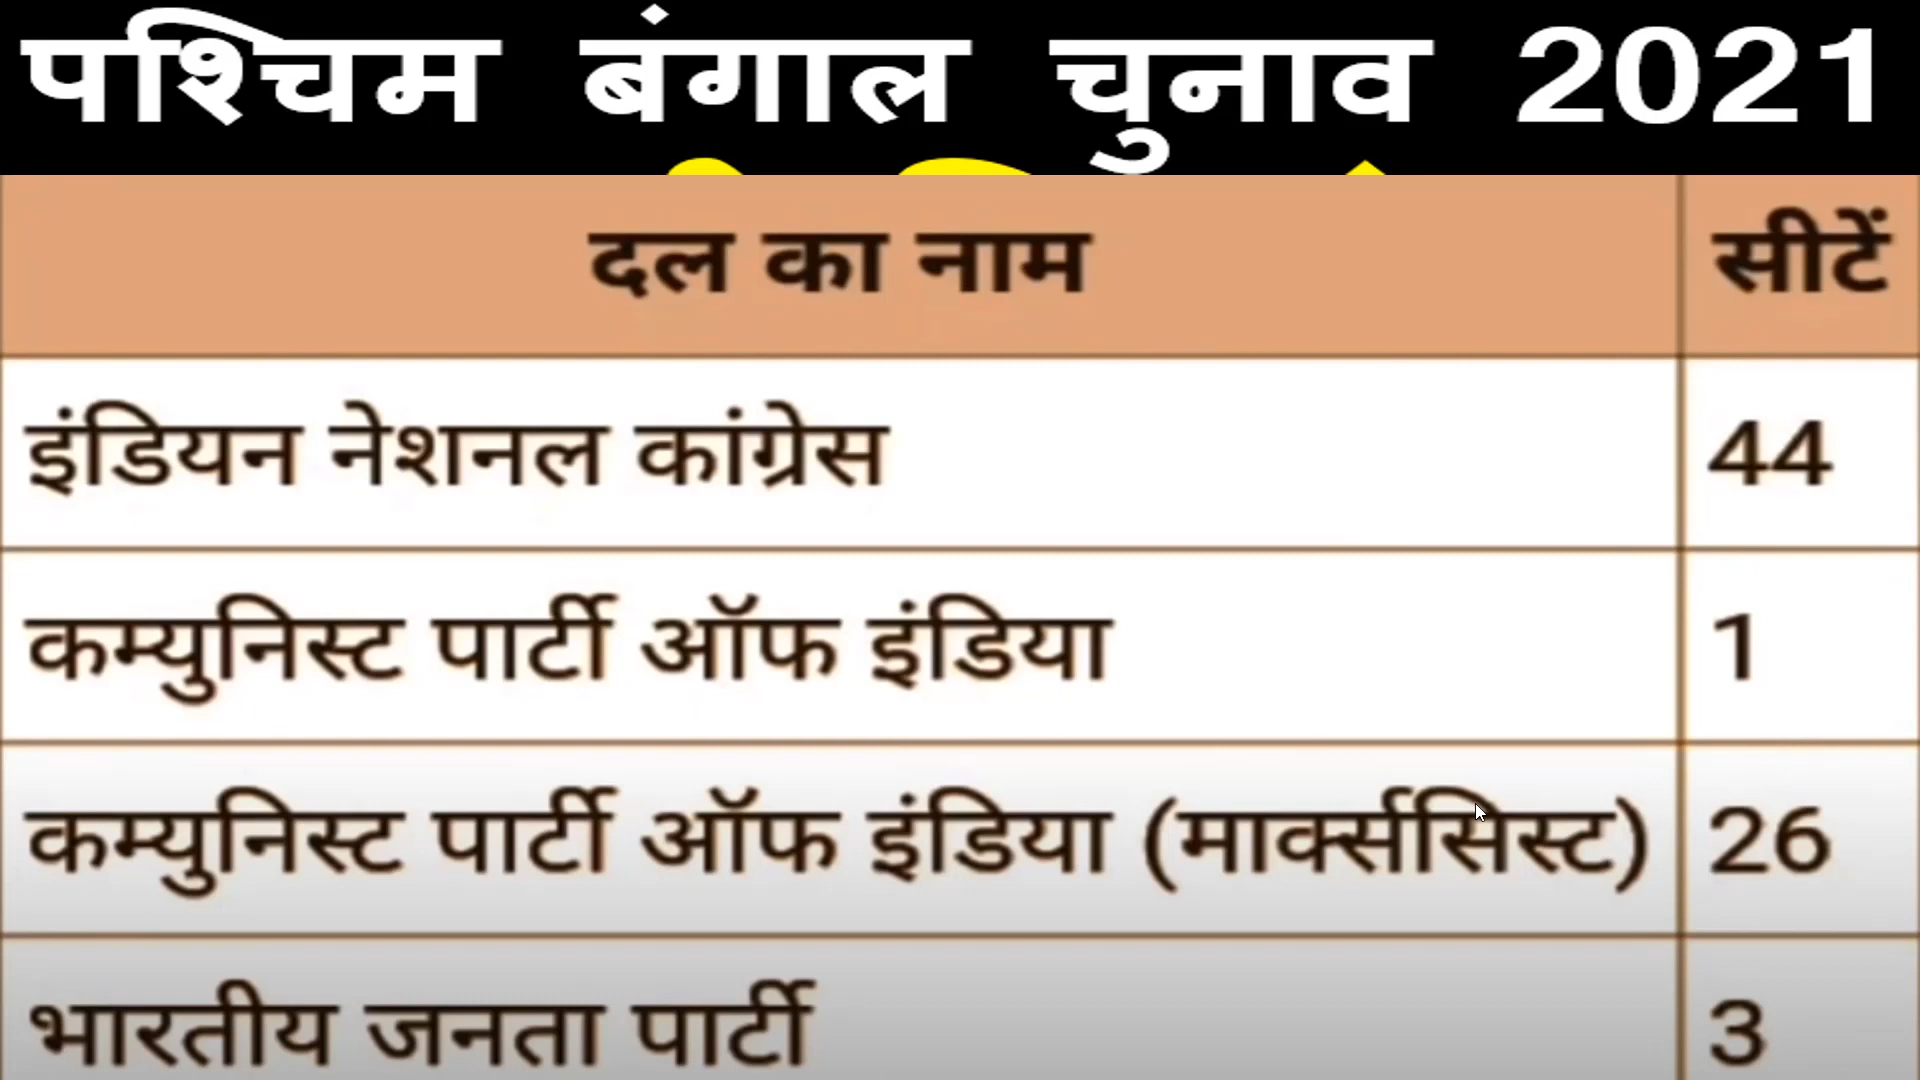 पश्चिम बंगाल चुनाव 2021
दल का नाम सीटें
इंडियन नेशनल कांग्रेस 44
कम्युनिस्ट पार्टी ऑफ इंडिया 1
कम्युनिस्ट पार्टी ऑफ इंडिया (मार्क्ससिस्ट) 26
भारतीय जनता पार्टी 3